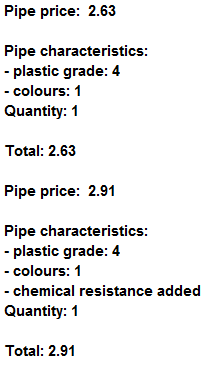 Pipe price:  2.63
Pipe characteristics:
- plastic grade: 4
- colours: 1
Quantity: 1
Total: 2.63
Pipe price:  2.91
Pipe characteristics:
- plastic grade: 4
- colours: 1
- chemical resistance added
Quantity: 1
Total: 2.91